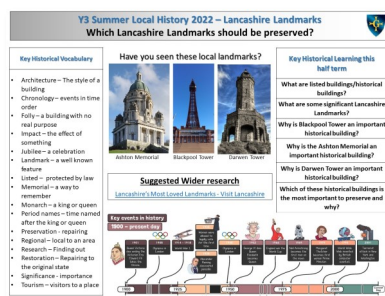 Y3 Summer Local History 2022 – Lancashire Landmarks
Which Lancashire Landmarks should be preserved?
Key Historical Vocabulary
• Architecture – The style of a
building
• Chronology – events in time
order
• Folly – a building with no
real purpose
• Impact – the effect of
something
• Jubilee – a celebration
• Landmark – a well known
feature
• Listed – protected by law
• Memorial – a way to
remember
• Monarch – a king or queen
• Period names – time named
after the king or queen
• Preservation - repairing
• Regional – local to an area
• Research – Finding out
• Restoration – Repairing to
the original state
• Significance - importance
• Tourism – visitors to a place
Have you seen these local landmarks?
Ashton Memorial
Blackpool Tower
Darwen Tower
Suggested Wider research
Lancashire's Most Loved Landmarks - Visit Lancashire
Key Historical Learning this
half term
What are listed buildings/historical
buildings?
What are some significant Lancashire
Landmarks?
Why is Blackpool Tower an important
historical building?
Why is the Ashton Memorial an
important historical building?
Why is Darwen Tower an important
historical building?
Which of these historical buildings is
the most important to preserve and
why?
Key events in history
1900 – present day
1900
1925
1950
1975
2000